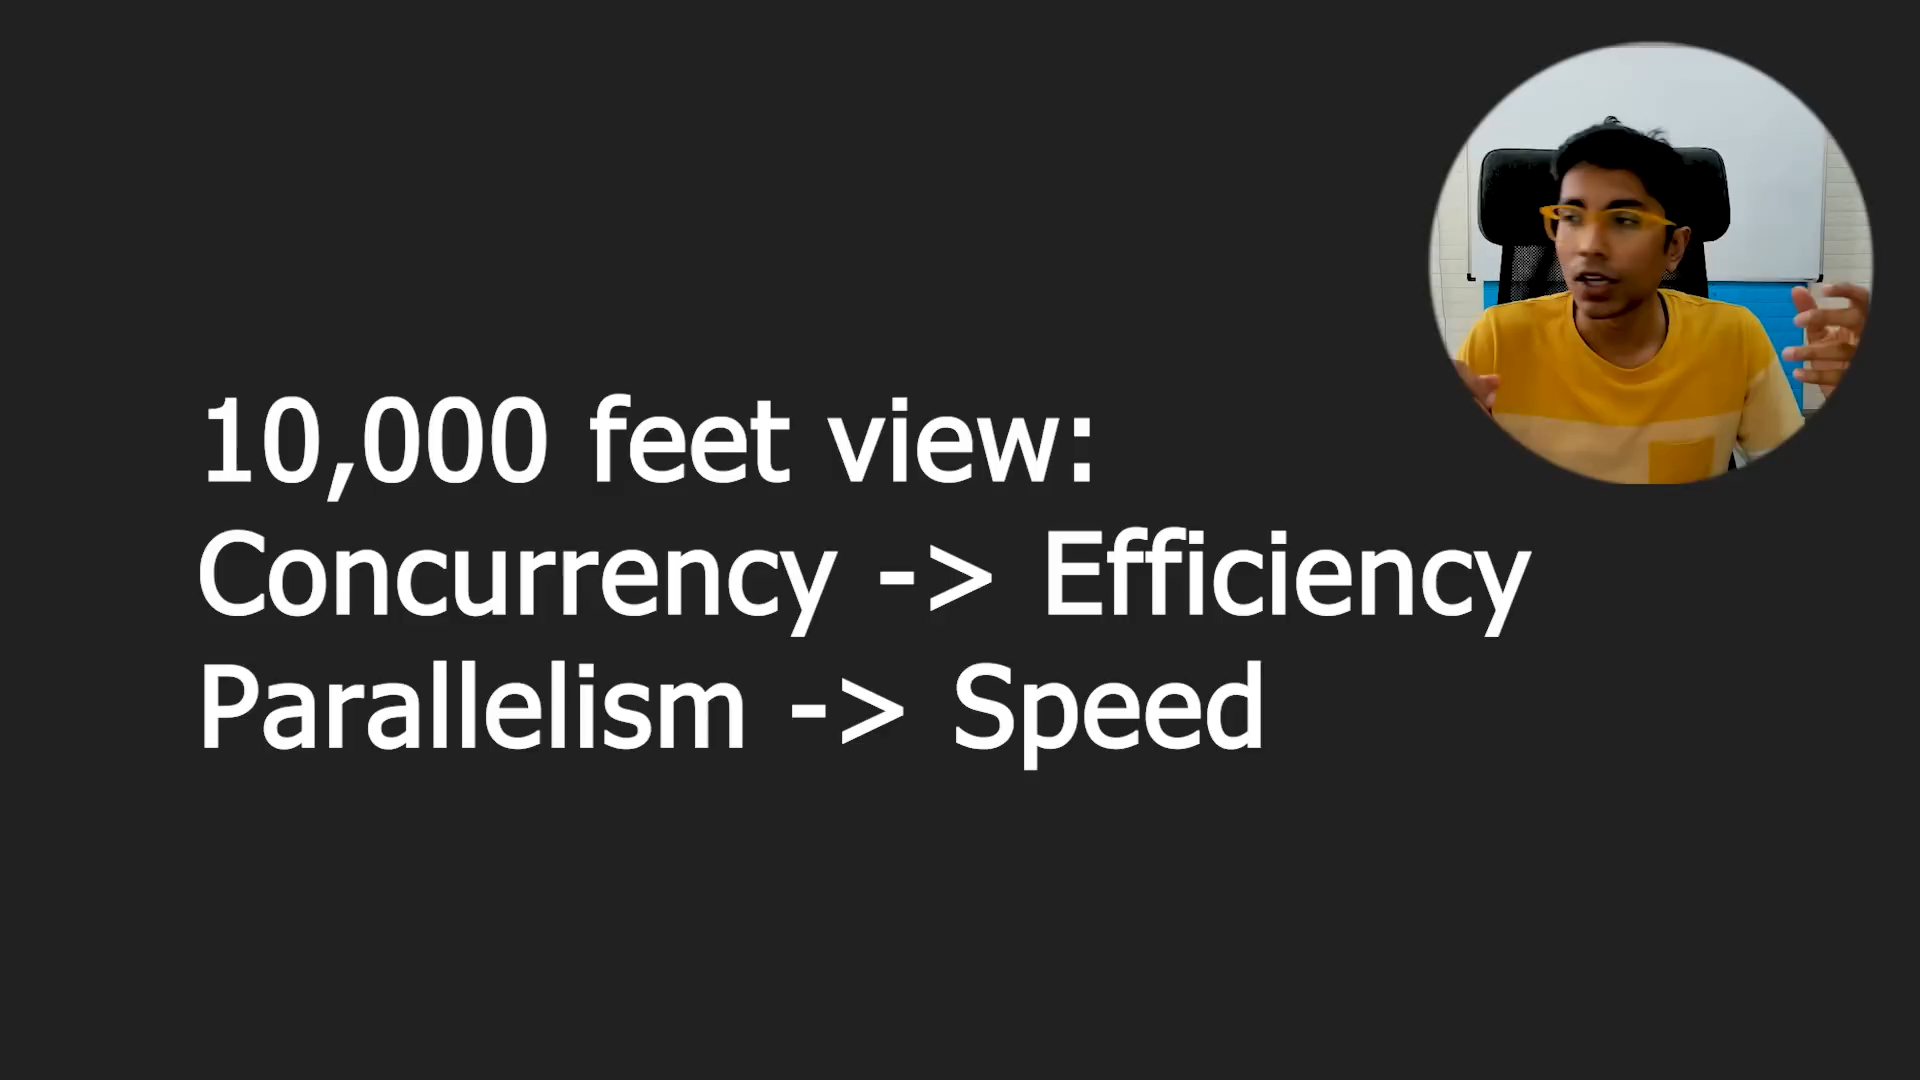 10,000 feet view:
Concurrency -> Efficiency
Parallelism -> Speed